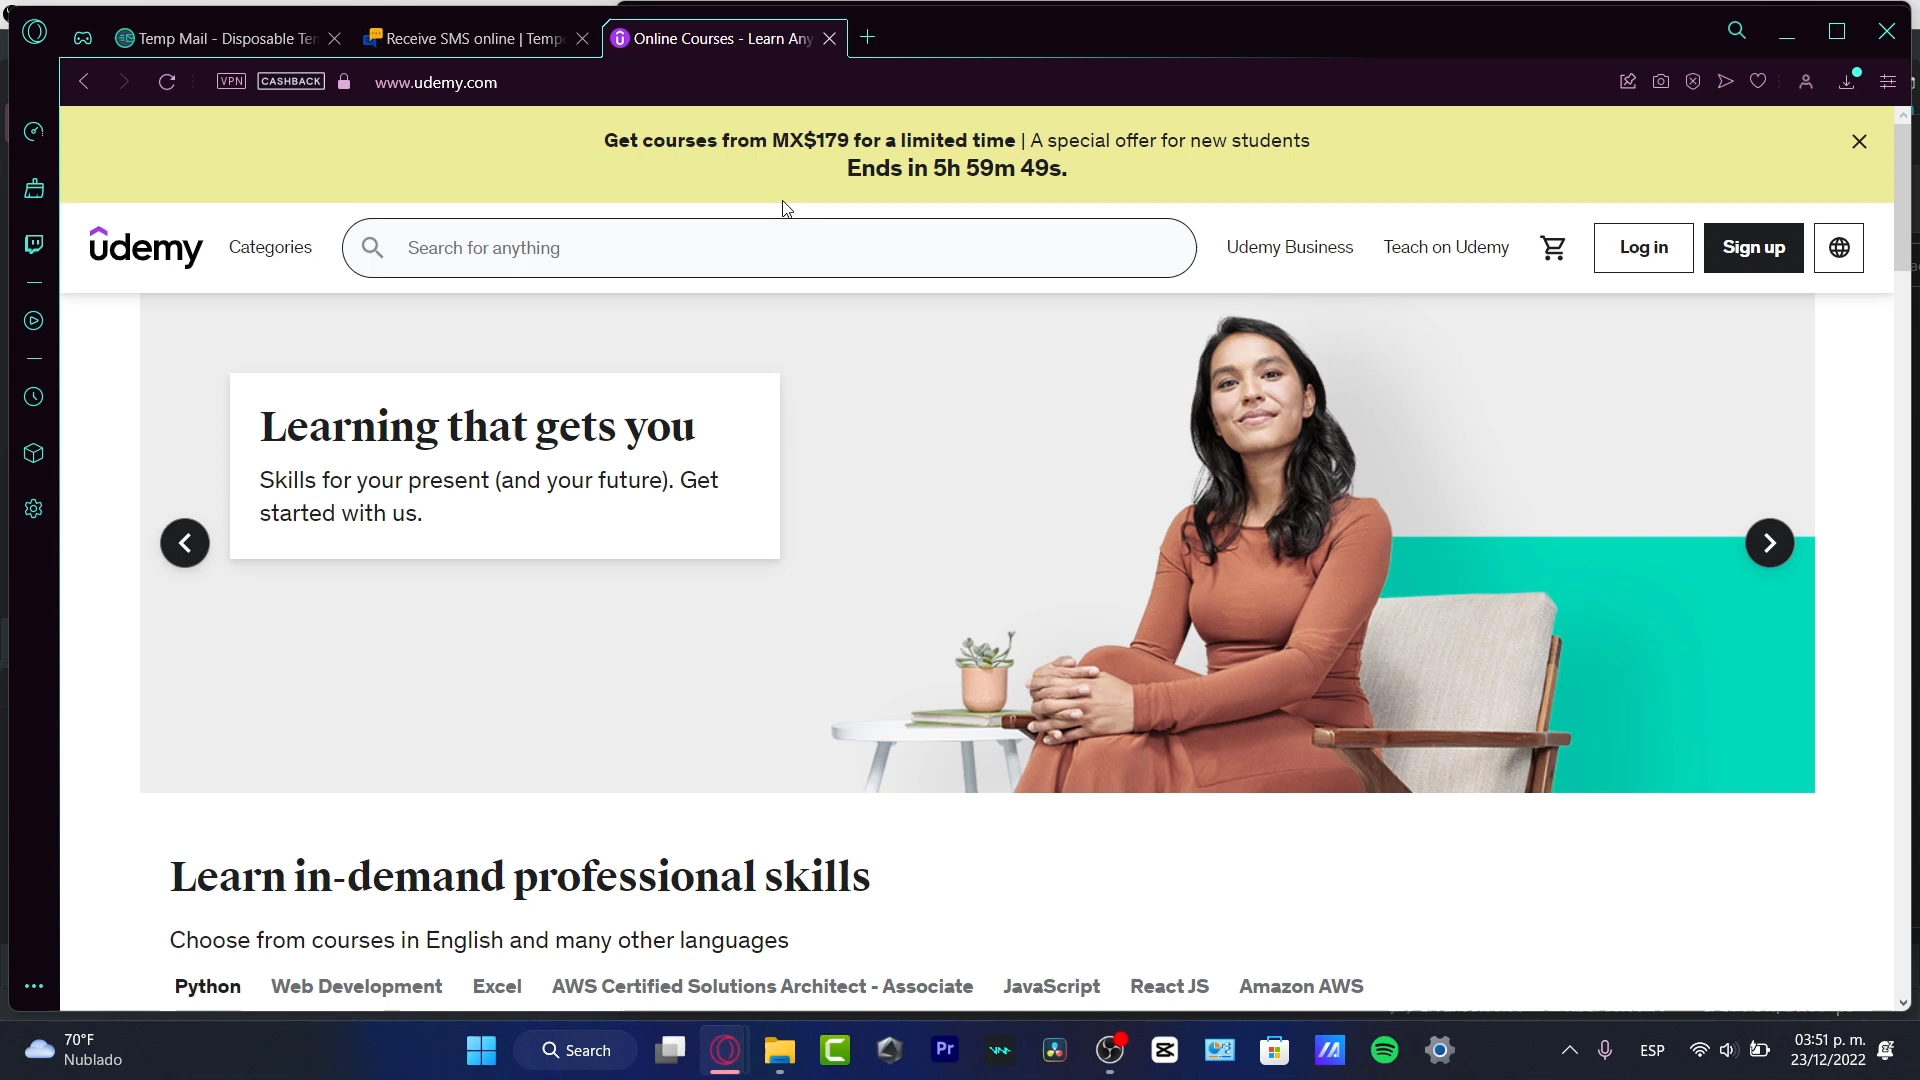 Temp Mail - Disposable Ten
Receive SMS online | Temp
Online Courses - Learn Any
VPN
CASHBACK
www.udemy.com
Get courses from MX$179 for a limited time | A special offer for new students
Ends in 5h 59m 49s.
udemy
Categories
Search for anything
Udemy Business
Teach on Udemy
Log in
Sign up
Learning that gets you
Skills for your present (and your future). Get
started with us.
Learn in-demand professional skills
Choose from courses in English and many other languages
Python
Web Development
Excel
AWS Certified Solutions Architect - Associate
JavaScript
React JS
Amazon AWS
70°F
Nublado
Search
Pr
ESP
03:51 p. m.
23/12/2022